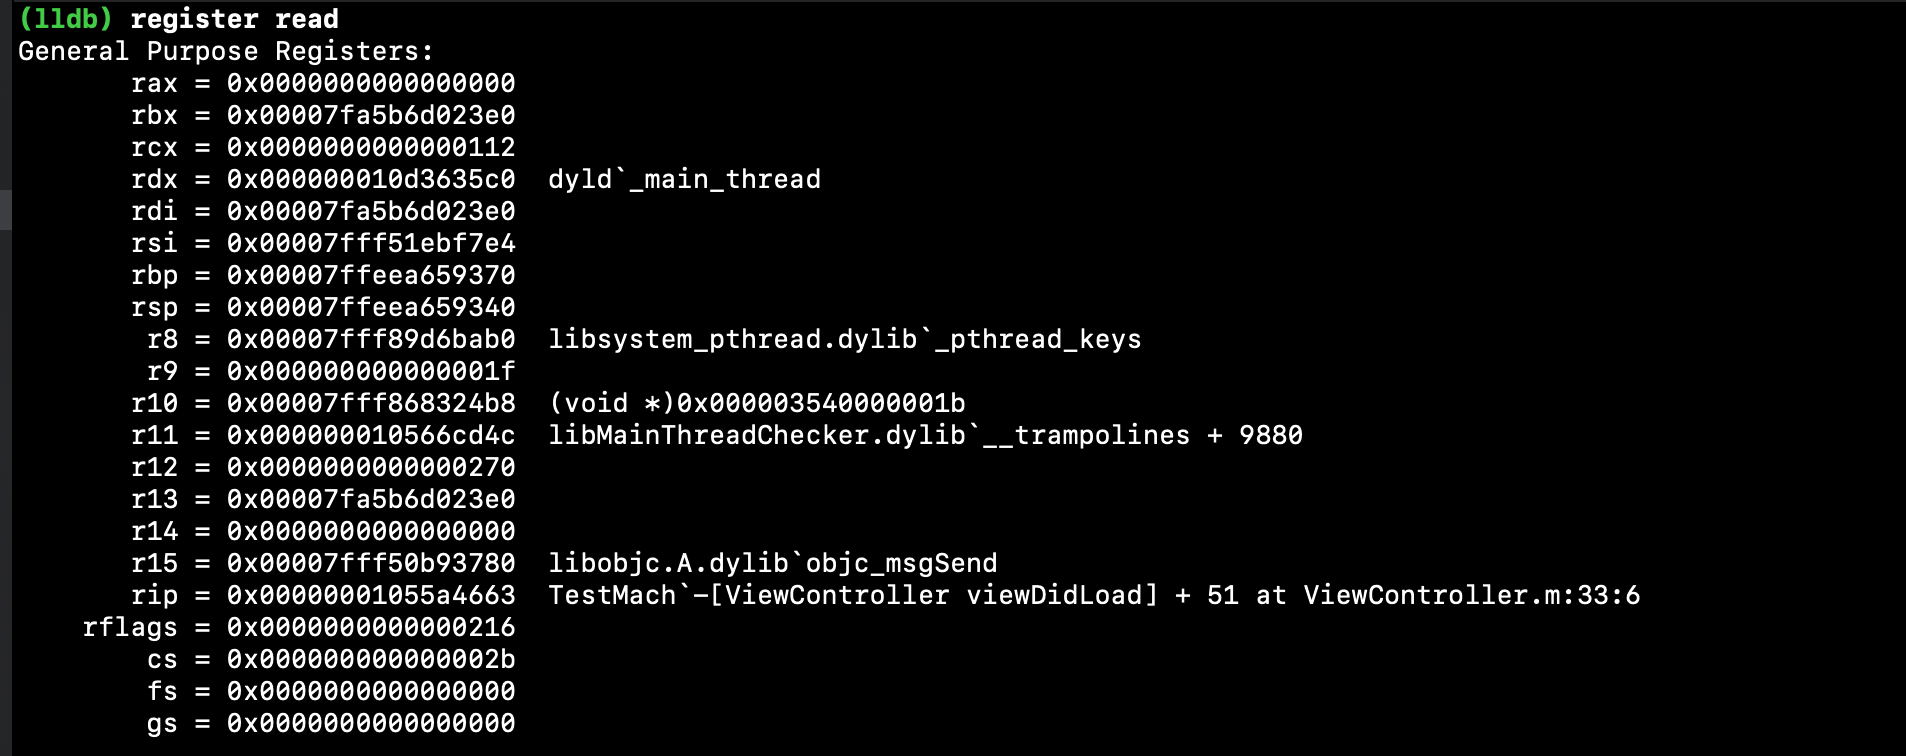 (lldb) register read
General Purpose Registers:
       rax = 0x0000000000000000
       rbx = 0x00007fa5b6d023e0
       rcx = 0x0000000000000112
       rdx = 0x000000010d3635c0  dyld`_main_thread
       rdi = 0x00007fa5b6d023e0
       rsi = 0x00007fff51ebf7e4
       rbp = 0x00007ffeea659370
       rsp = 0x00007ffeea659340
        r8 = 0x00007fff89d6bab0  libsystem_pthread.dylib`_pthread_keys
        r9 = 0x000000000000001f
       r10 = 0x00007fff868324b8  (void *)0x000003540000001b
       r11 = 0x000000010566cd4c  libMainThreadChecker.dylib`__trampolines + 9880
       r12 = 0x0000000000000270
       r13 = 0x00007fa5b6d023e0
       r14 = 0x0000000000000000
       r15 = 0x00007fff50b93780  libobjc.A.dylib`objc_msgSend
       rip = 0x00000001055a4663  TestMach`-[ViewController viewDidLoad] + 51 at ViewController.m:33:6
    rflags = 0x0000000000000216
        cs = 0x000000000000002b
        fs = 0x0000000000000000
        gs = 0x0000000000000000